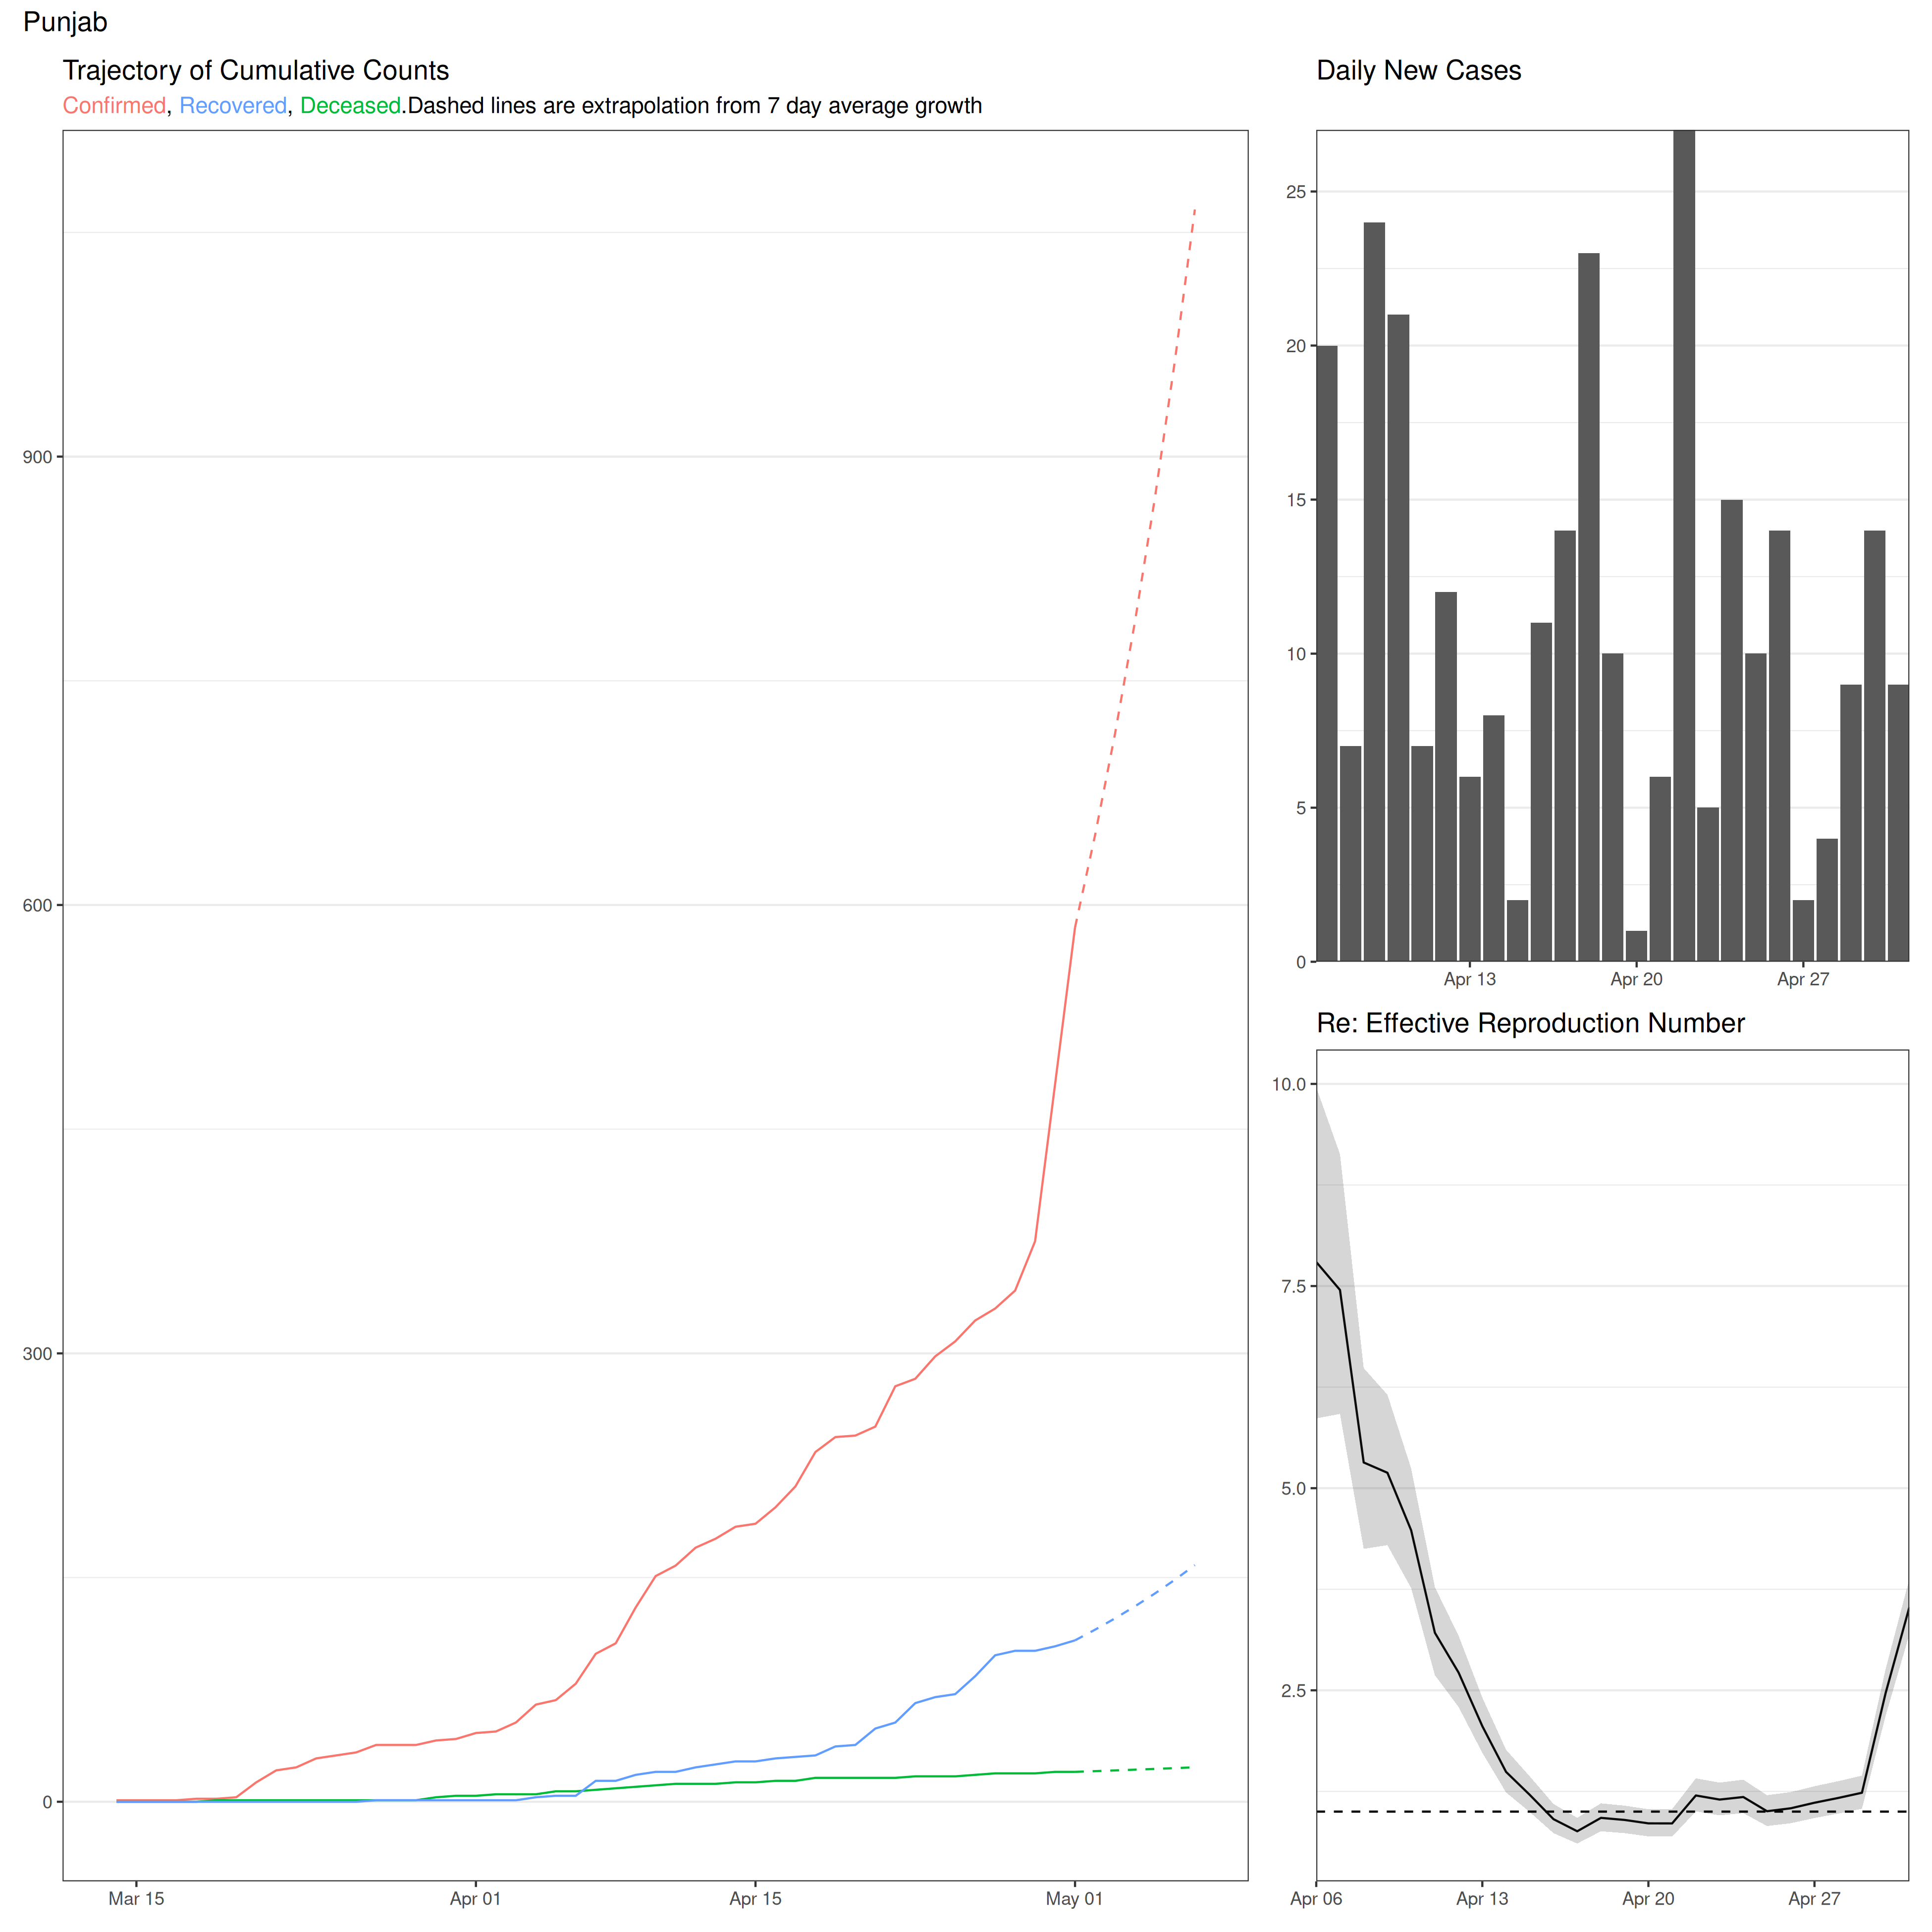 Punjab
Trajectory of Cumulative Counts
Confirmed, Recovered, Deceased.Dashed lines are extrapolation from 7 day average growth
900
600
300
0
Mar 15 Apr 01 Apr 15 May 01
Daily New Cases
25
20
15
10
5
0
Apr 13 Apr 20 Apr 27
Re: Effective Reproduction Number
10.0
7.5
5.0
2.5
Apr 06 Apr 13 Apr 20 Apr 27